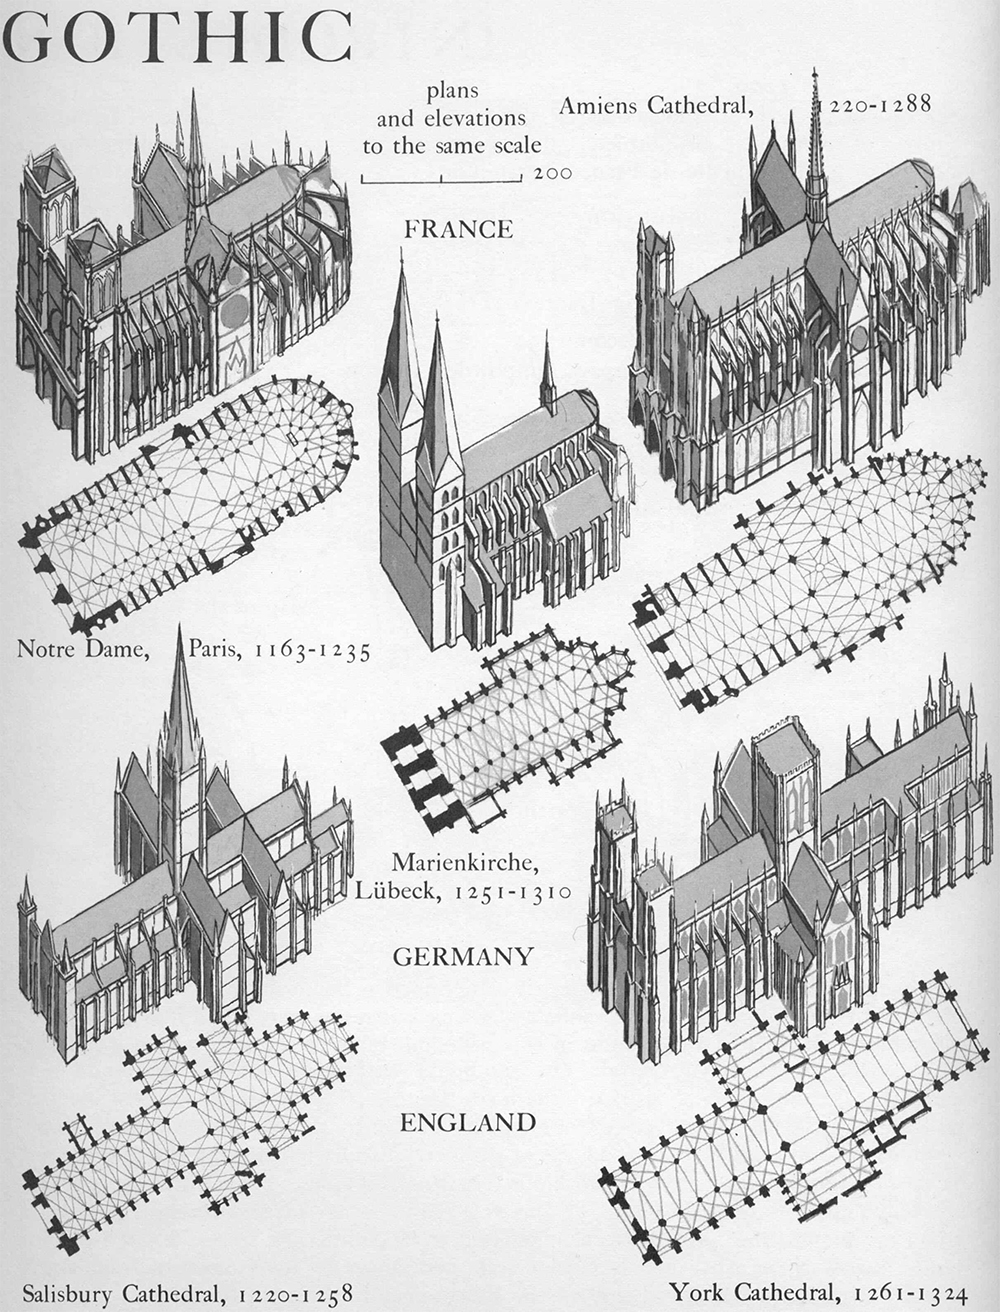 GOTHIC
plans
and elevations
to the same scale
200
Amiens Cathedral, 1220-1288
FRANCE
Notre Dame, Paris, 1163-1235
Marienkirche,
Lübeck, 1251-1310
GERMANY
ENGLAND
Salisbury Cathedral, 1220-1258
York Cathedral, 1261-1324